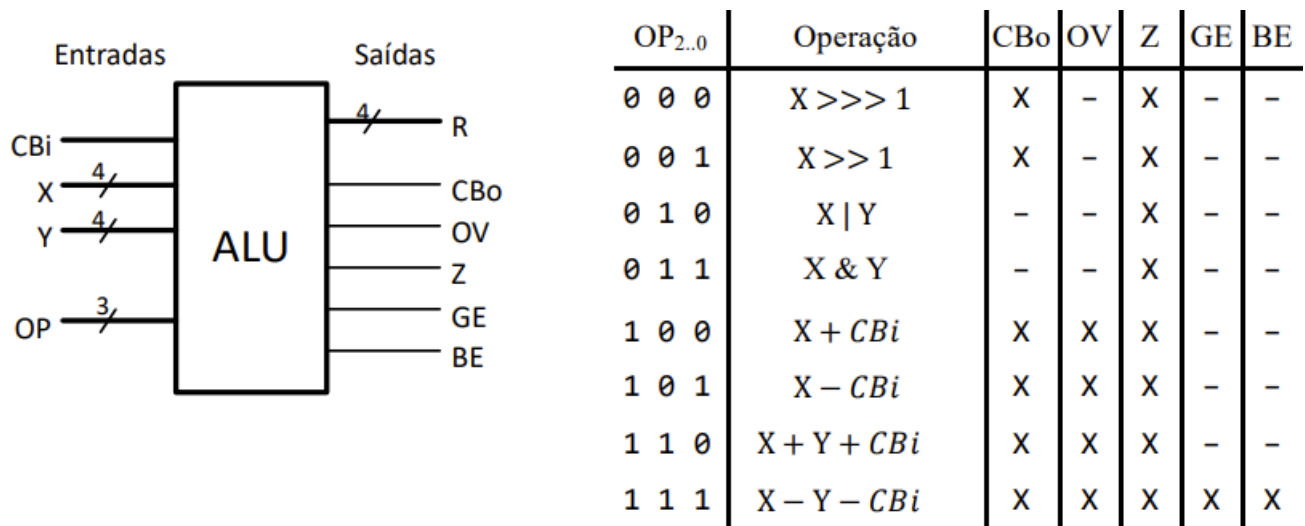 Entradas Saídas
CBi
X 4
Y 4
OP 3
ALU
4 R
CBo
OV
Z
GE
BE
OP2..0 Operação CBo OV Z GE BE
0 0 0 X >>> 1 X – X – –
0 0 1 X >> 1 X – X – –
0 1 0 X | Y – – X – –
0 1 1 X & Y – – X – –
1 0 0 X + CBi X X X – –
1 0 1 X – CBi X X X – –
1 1 0 X + Y + CBi X X X – –
1 1 1 X – Y – CBi X X X X X